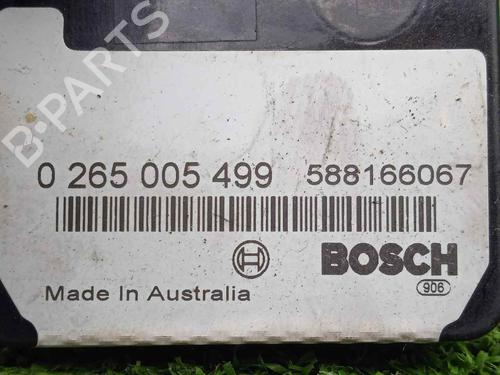 B-PARTS
0 265 005 499 588166067
BOSCH
906
Made In Australia